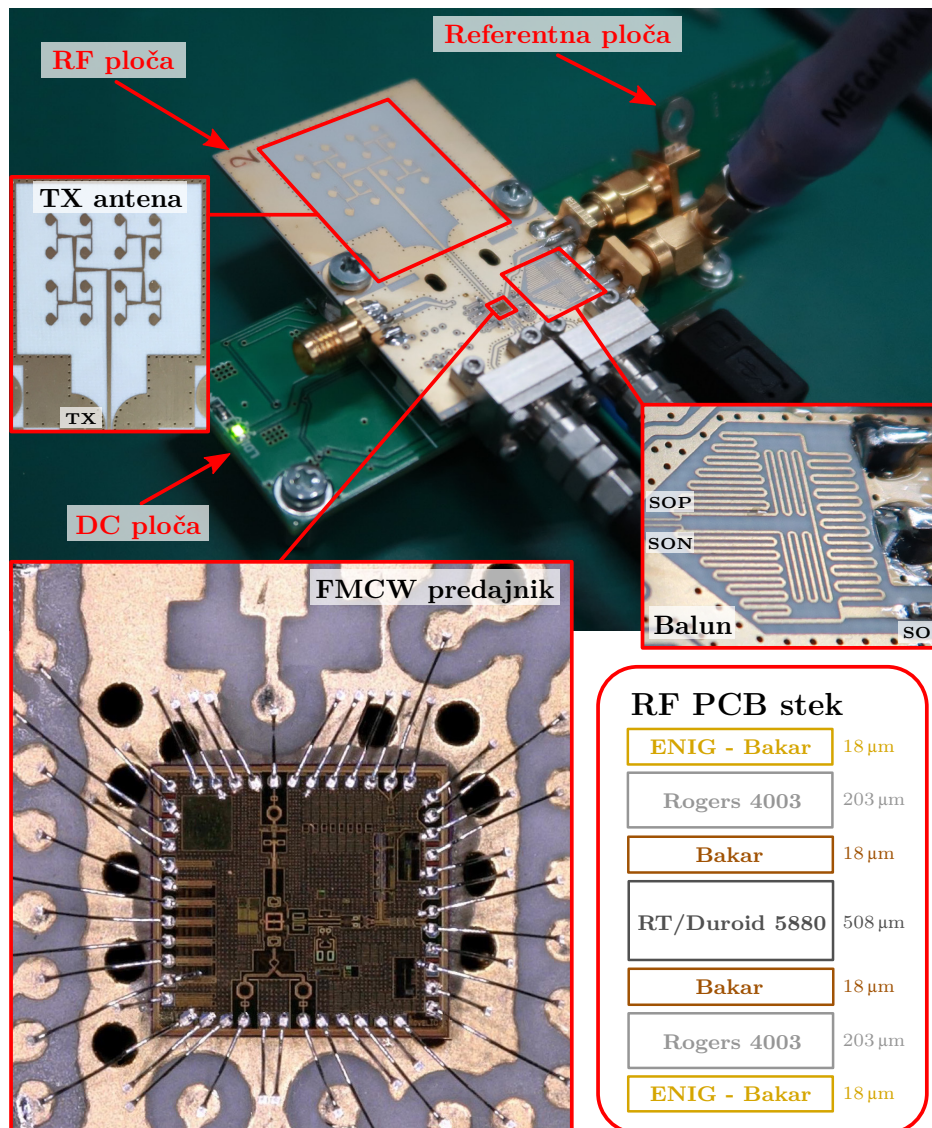 Referentna ploča
RF ploča
MEGAPHA
2
TX antena
TX
DC ploča
SOP
SON
Balun
SO
FMCW predajnik
RF PCB stek
ENIG - Bakar 18 µm
Rogers 4003 203 µm
Bakar 18 µm
RT/Duroid 5880 508 µm
Bakar 18 µm
Rogers 4003 203 µm
ENIG - Bakar 18 µm